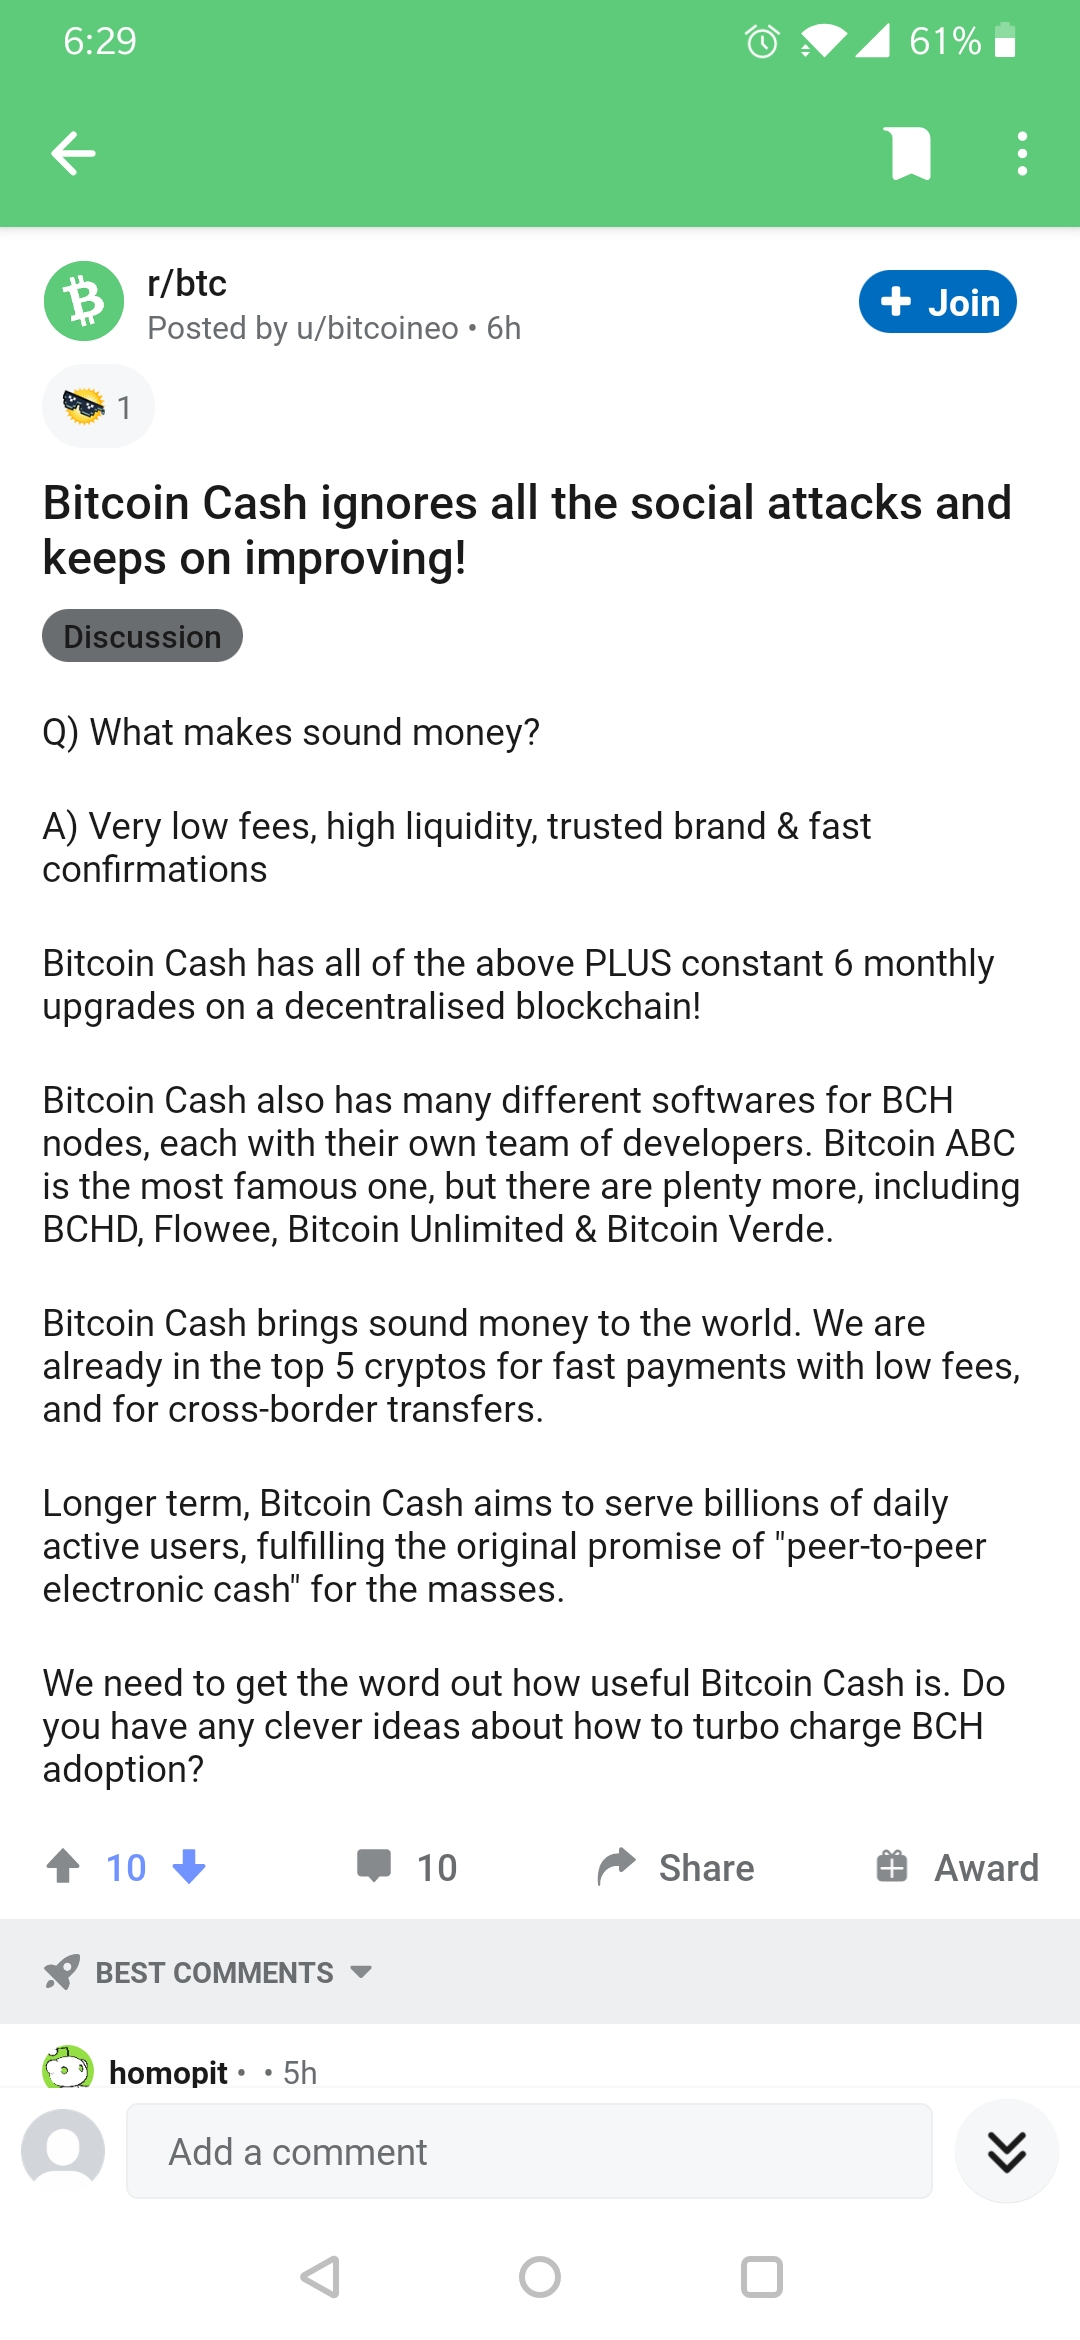 6:29
61%
r/btc
Posted by u/bitcoineo • 6h
+ Join
1
Bitcoin Cash ignores all the social attacks and
keeps on improving!
Discussion
Q) What makes sound money?
A) Very low fees, high liquidity, trusted brand & fast
confirmations
Bitcoin Cash has all of the above PLUS constant 6 monthly
upgrades on a decentralised blockchain!
Bitcoin Cash also has many different softwares for BCH
nodes, each with their own team of developers. Bitcoin ABC
is the most famous one, but there are plenty more, including
BCHD, Flowee, Bitcoin Unlimited & Bitcoin Verde.
Bitcoin Cash brings sound money to the world. We are
already in the top 5 cryptos for fast payments with low fees,
and for cross-border transfers.
Longer term, Bitcoin Cash aims to serve billions of daily
active users, fulfilling the original promise of "peer-to-peer
electronic cash" for the masses.
We need to get the word out how useful Bitcoin Cash is. Do
you have any clever ideas about how to turbo charge BCH
adoption?
10 10 Share Award
BEST COMMENTS
homopit • • 5h
Add a comment